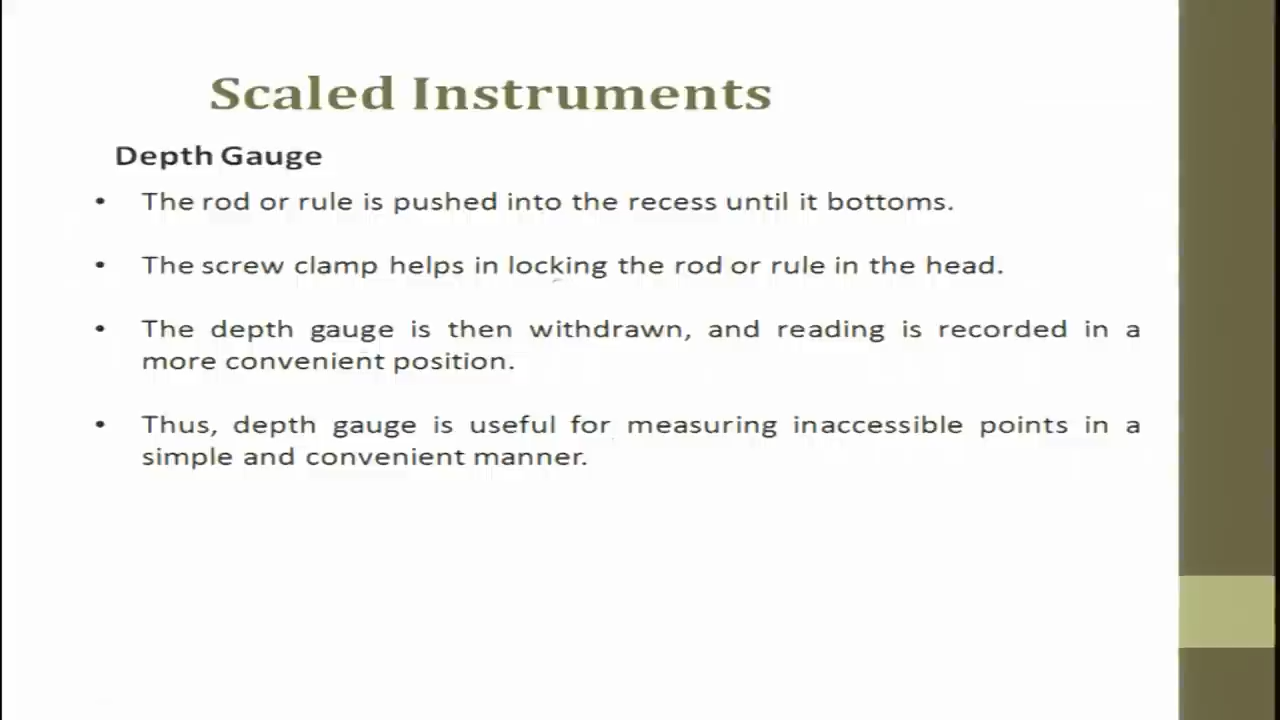 Scaled Instruments
Depth Gauge
• The rod or rule is pushed into the recess until it bottoms.
• The screw clamp helps in locking the rod or rule in the head.
• The depth gauge is then withdrawn, and reading is recorded in a
more convenient position.
• Thus, depth gauge is useful for measuring inaccessible points in a
simple and convenient manner.